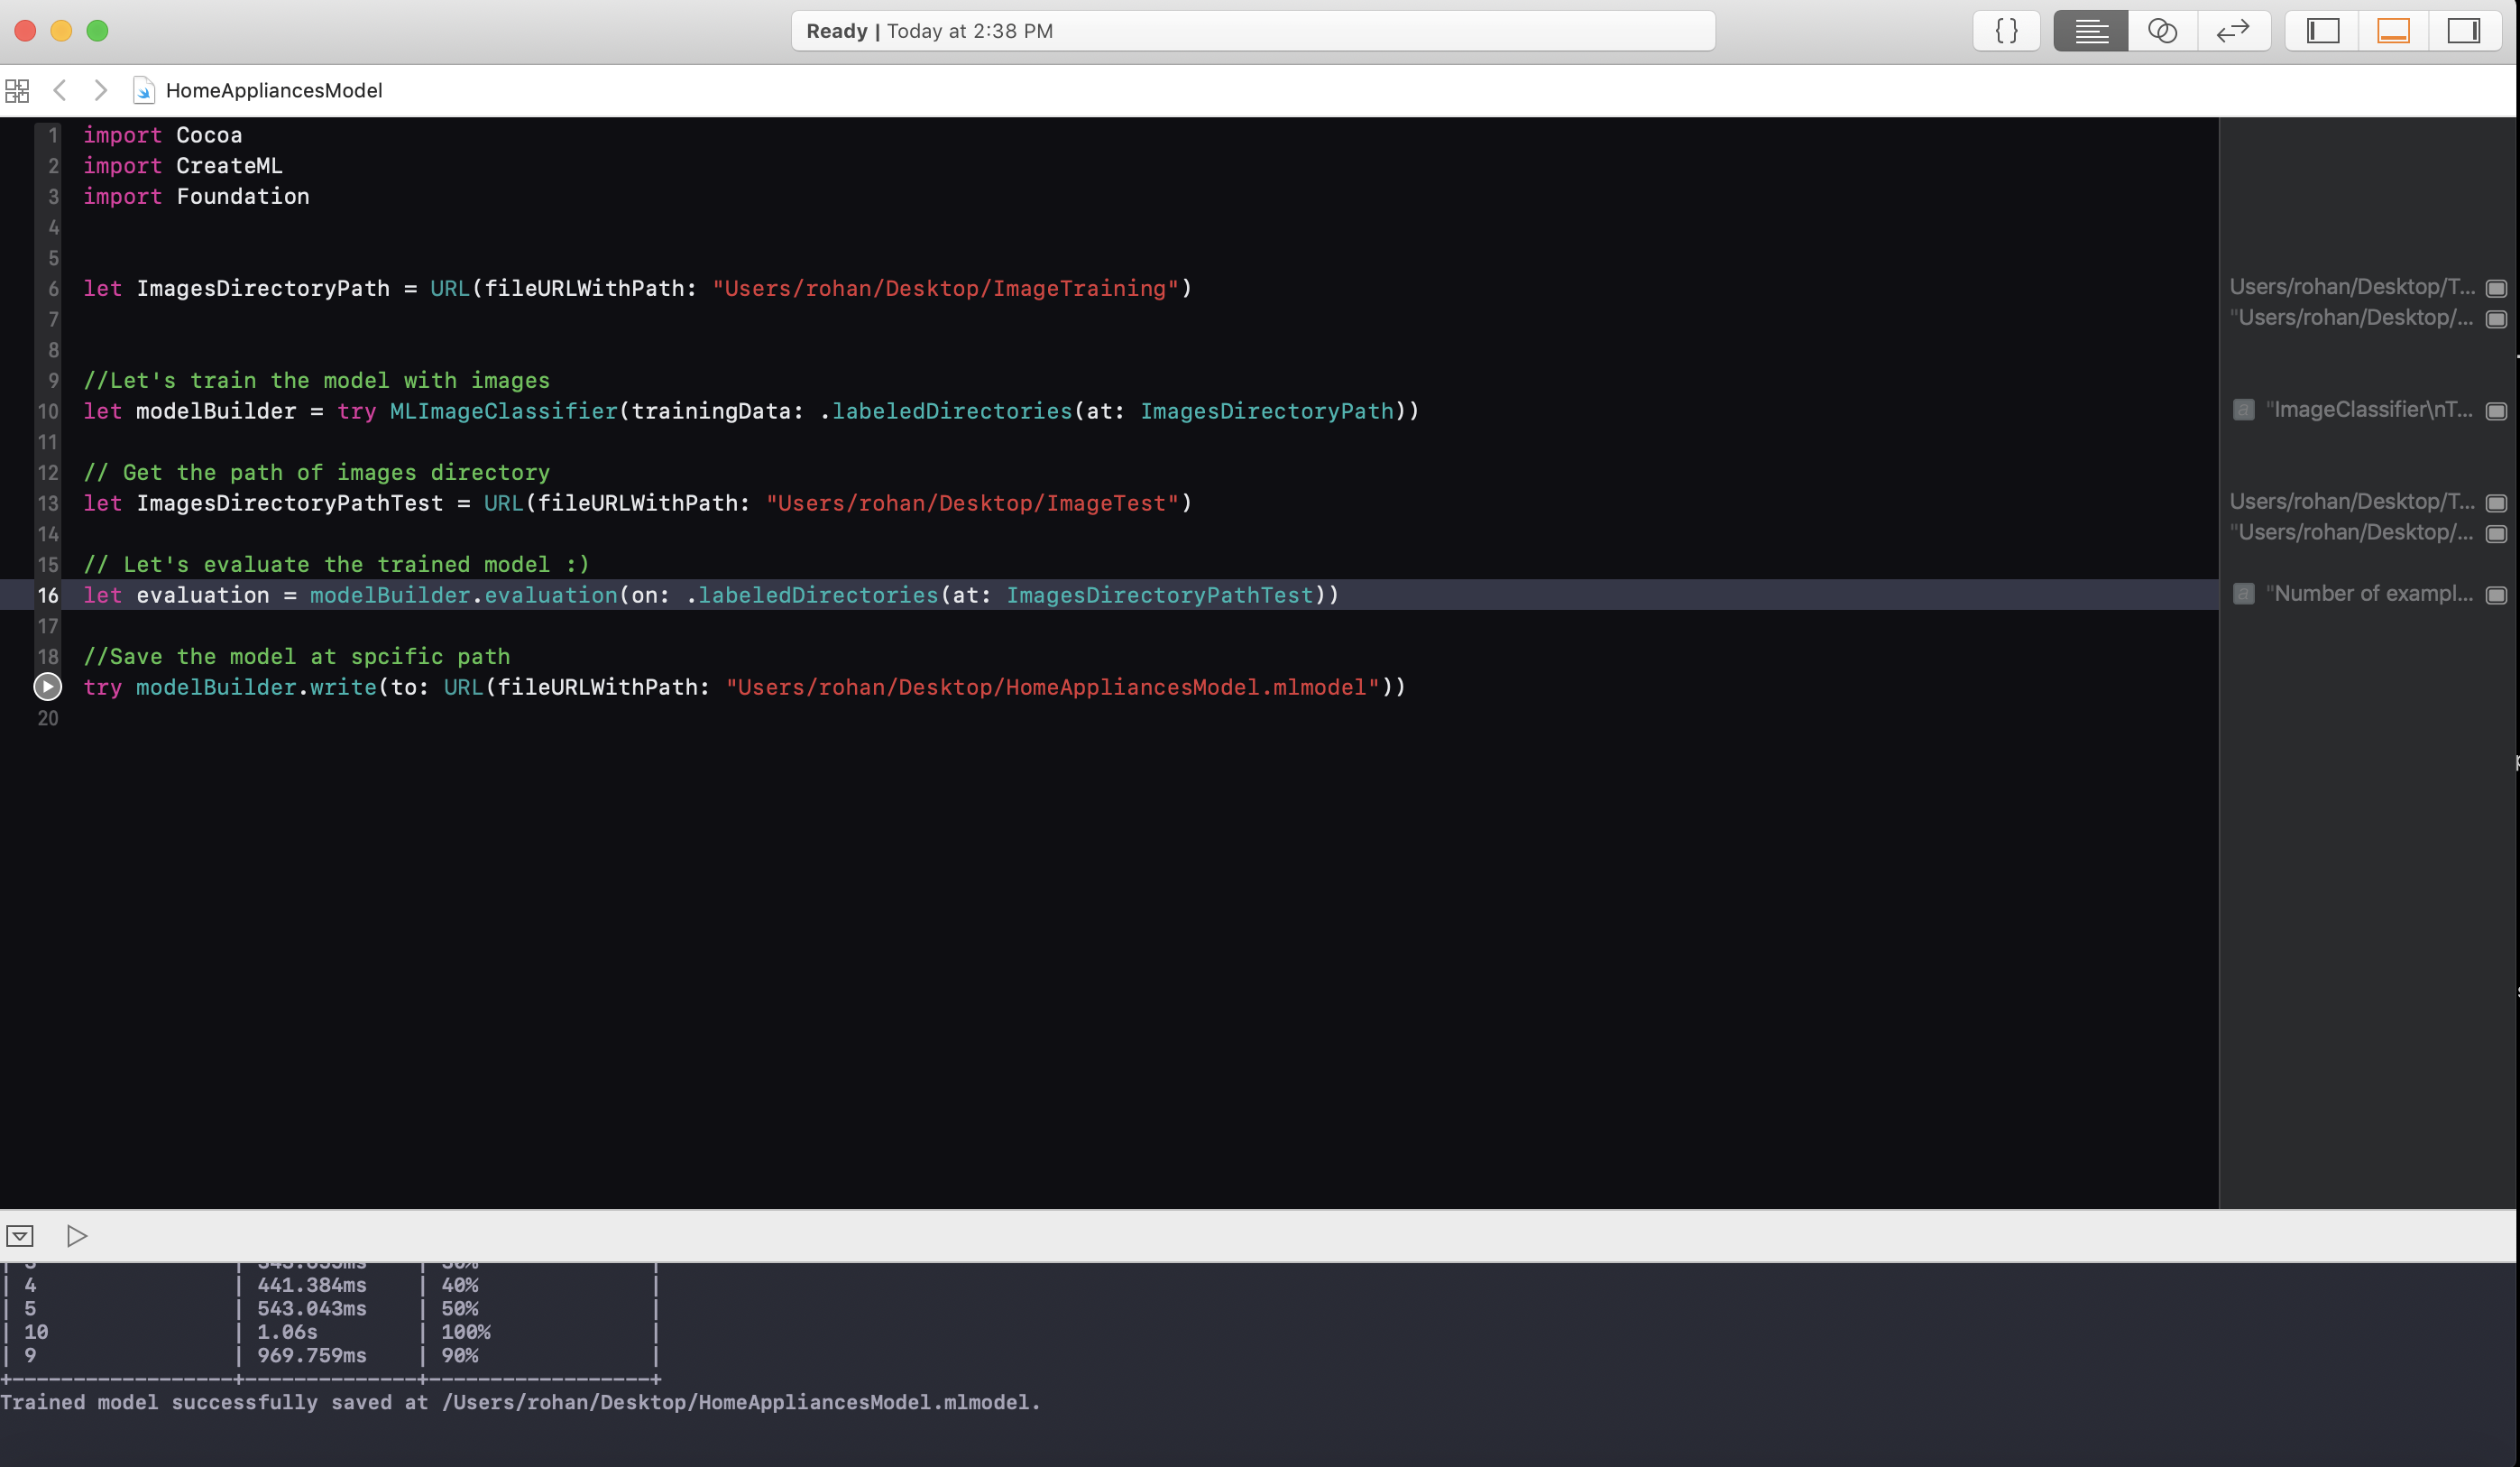 Ready | Today at 2:38 PM
{ }
HomeAppliancesModel
1 import Cocoa
2 import CreateML
3 import Foundation
4
5
6 let ImagesDirectoryPath = URL(fileURLWithPath: "Users/rohan/Desktop/ImageTraining") Users/rohan/Desktop/T...
7 "Users/rohan/Desktop/...
8
9 //Let's train the model with images
10 let modelBuilder = try MLImageClassifier(trainingData: .labeledDirectories(at: ImagesDirectoryPath)) a "ImageClassifier\nT...
11
12 // Get the path of images directory
13 let ImagesDirectoryPathTest = URL(fileURLWithPath: "Users/rohan/Desktop/ImageTest") Users/rohan/Desktop/T...
14 "Users/rohan/Desktop/...
15 // Let's evaluate the trained model :)
16 let evaluation = modelBuilder.evaluation(on: .labeledDirectories(at: ImagesDirectoryPathTest)) a "Number of exampl...
17
18 //Save the model at spcific path
try modelBuilder.write(to: URL(fileURLWithPath: "Users/rohan/Desktop/HomeAppliancesModel.mlmodel"))
20
| 4 | 441.384ms | 40% |
| 5 | 543.043ms | 50% |
| 10 | 1.06s | 100% |
| 9 | 969.759ms | 90% |
+------------------+--------------+------------------+
Trained model successfully saved at /Users/rohan/Desktop/HomeAppliancesModel.mlmodel.